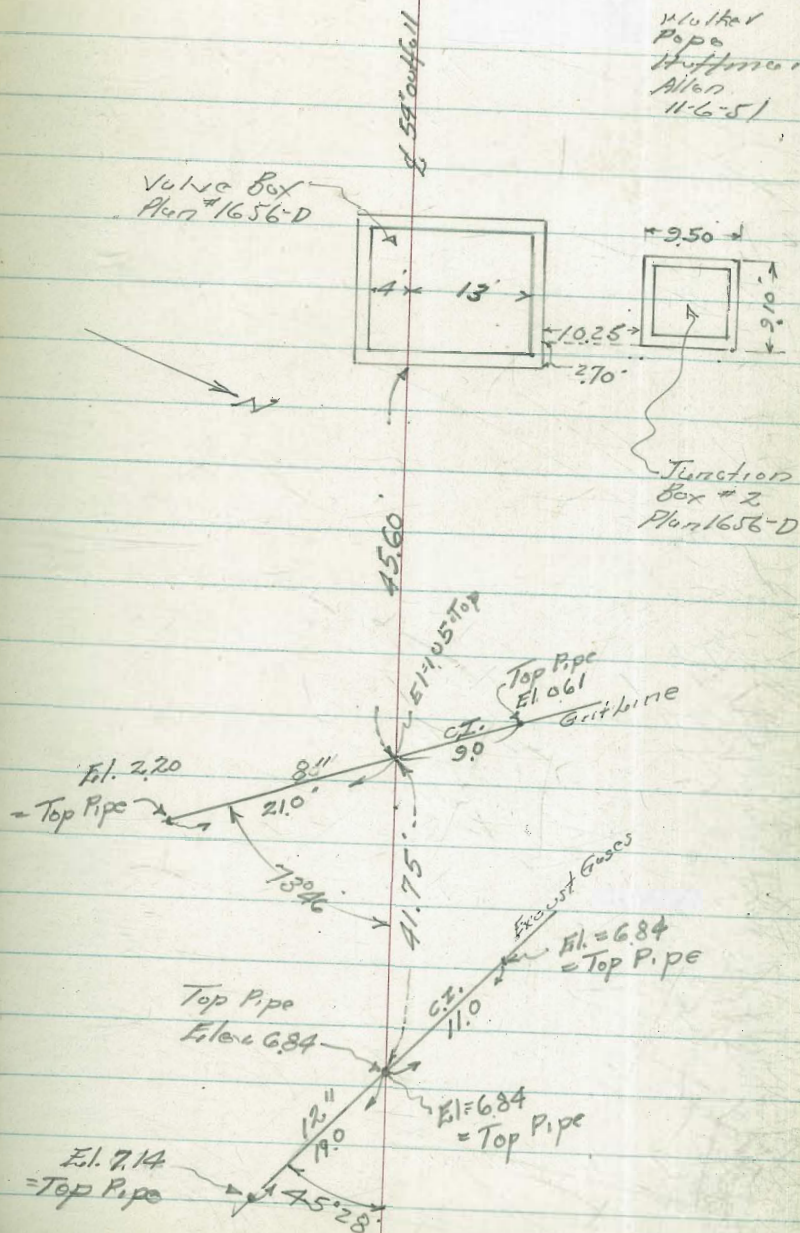 Walker
Pope
Huffman
Allen
11-6-51
℄ 54" outfall
Valve Box
Plan #1656-D
9.50'
4'
13'
9.10'
10.25'
2.70'
N
Junction
Box #2
Plan 1656-D
45.60'
El=1.05=Top
Top Pipe
El. 0.61
Grit Line
C.I.
9.0
El. 2.20
= Top Pipe
8"
21.0'
73°46'
41.75'
Exaust Gases
El. = 6.84
= Top Pipe
C.I.
11.0
Top Pipe
Elev= 6.84
El=6.84
= Top Pipe
12"
19.0
El. 7.14
=Top Pipe
45°28'